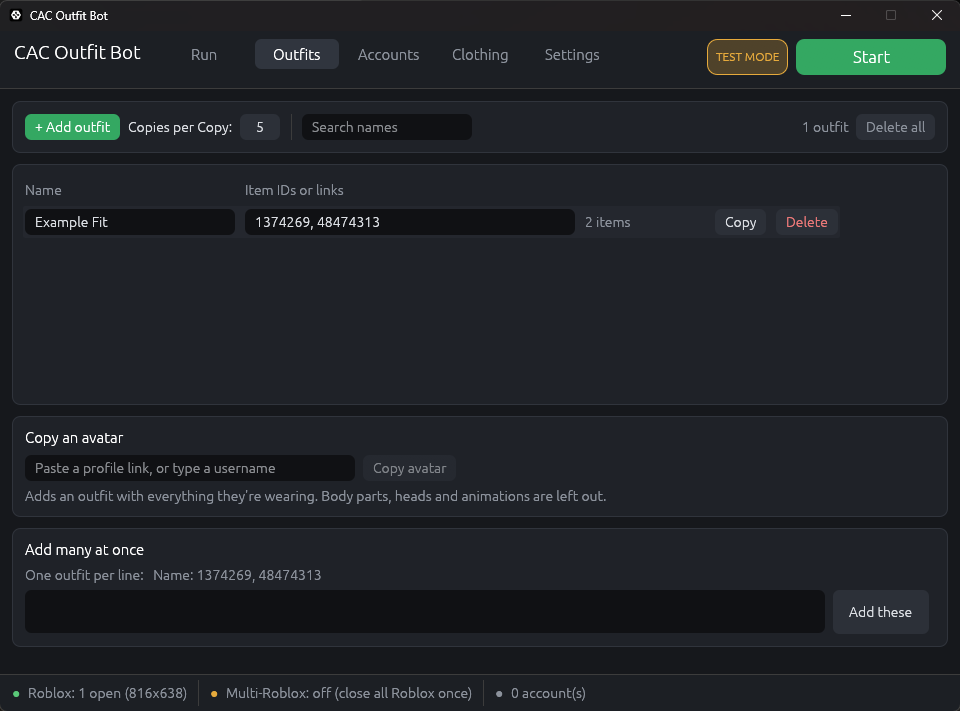 CAC Outfit Bot
CAC Outfit Bot Run Outfits Accounts Clothing Settings TEST MODE Start
+ Add outfit Copies per Copy: 5 Search names 1 outfit Delete all
Name Item IDs or links
Example Fit 1374269, 48474313 2 items Copy Delete
Copy an avatar
Paste a profile link, or type a username Copy avatar
Adds an outfit with everything they're wearing. Body parts, heads and animations are left out.
Add many at once
One outfit per line: Name: 1374269, 48474313
Add these
Roblox: 1 open (816x638) Multi-Roblox: off (close all Roblox once) 0 account(s)